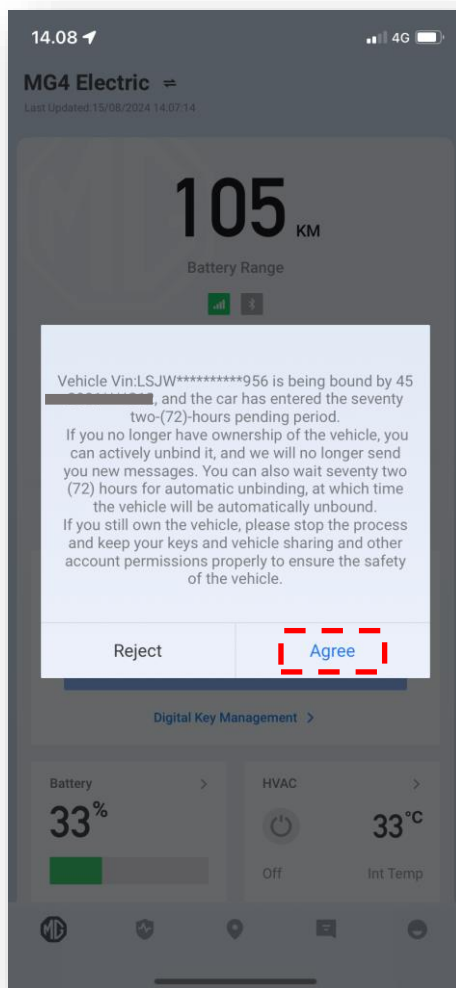 14.08
4G
MG4 Electric
Last Updated:15/08/2024 14:07:14
105 KM
Battery Range
Vehicle Vin:LSJW**********956 is being bound by 45
, and the car has entered the seventy
two-(72)-hours pending period.
If you no longer have ownership of the vehicle, you
can actively unbind it, and we will no longer send
you new messages. You can also wait seventy two
(72) hours for automatic unbinding, at which time
the vehicle will be automatically unbound.
If you still own the vehicle, please stop the process
and keep your keys and vehicle sharing and other
account permissions properly to ensure the safety
of the vehicle.
Reject
Agree
Digital Key Management >
Battery >
33%
HVAC >
33°C
Off
Int Temp
MG